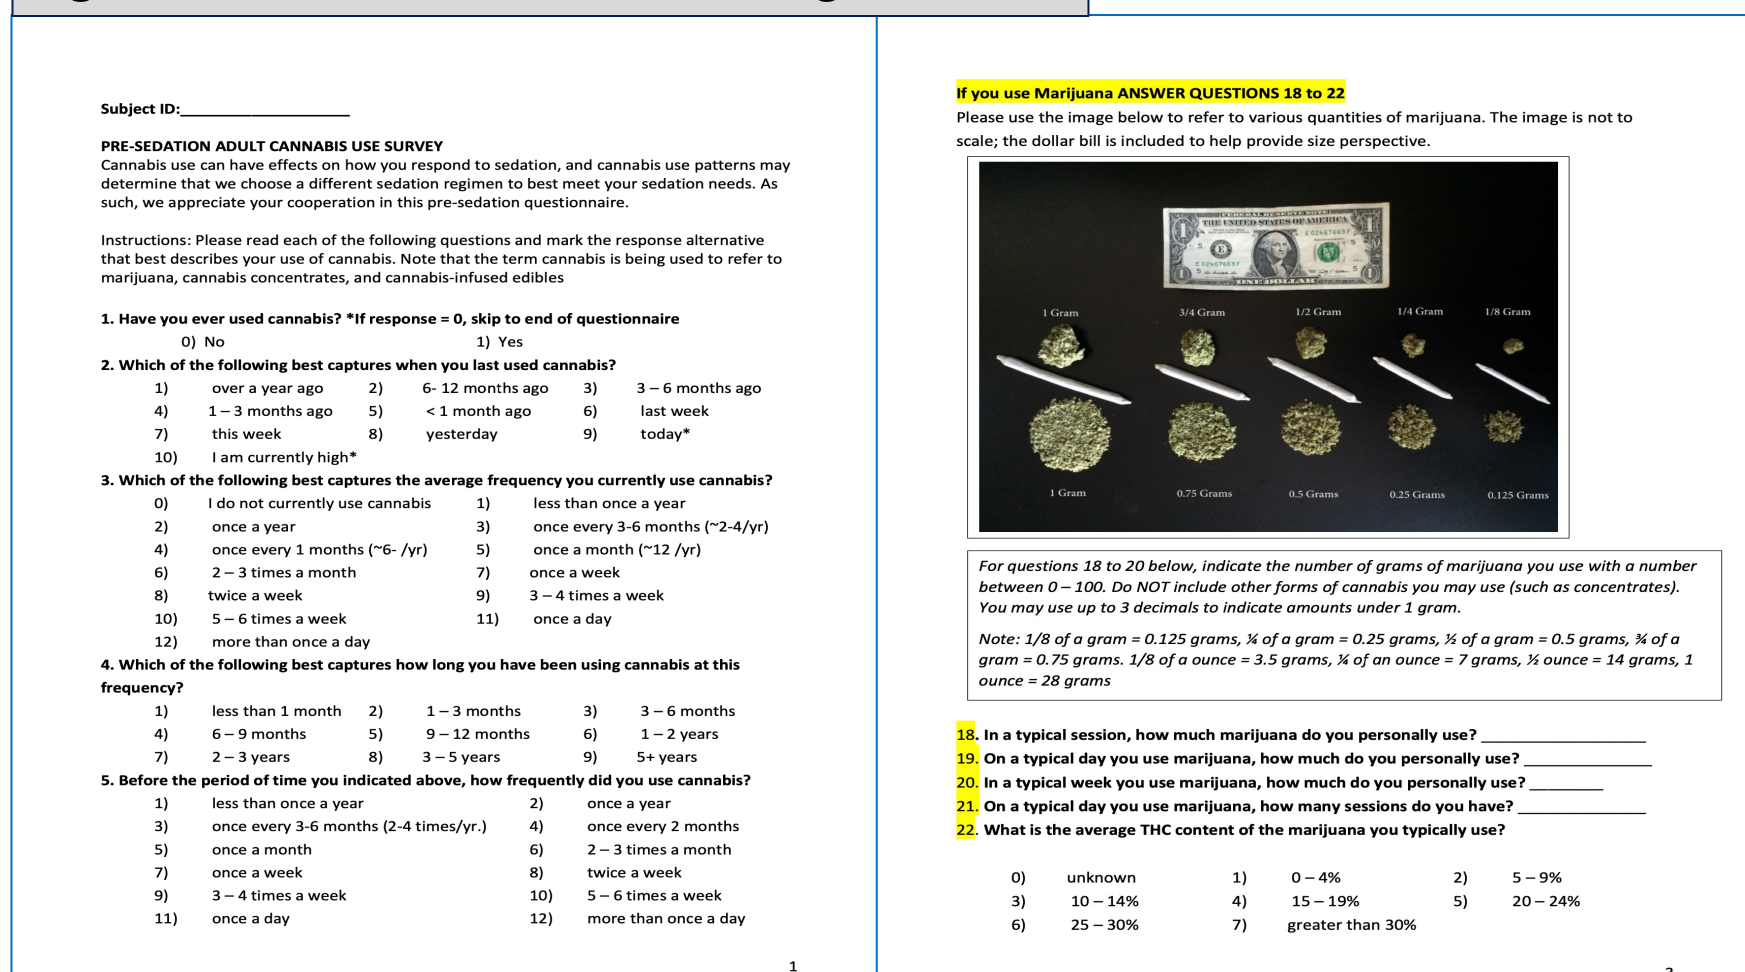 Subject ID:____________________
PRE-SEDATION ADULT CANNABIS USE SURVEY
Cannabis use can have effects on how you respond to sedation, and cannabis use patterns may
determine that we choose a different sedation regimen to best meet your sedation needs. As
such, we appreciate your cooperation in this pre-sedation questionnaire.
Instructions: Please read each of the following questions and mark the response alternative
that best describes your use of cannabis. Note that the term cannabis is being used to refer to
marijuana, cannabis concentrates, and cannabis-infused edibles
1. Have you ever used cannabis? *If response = 0, skip to end of questionnaire
0) No 1) Yes
2. Which of the following best captures when you last used cannabis?
1) over a year ago 2) 6- 12 months ago 3) 3 – 6 months ago
4) 1 – 3 months ago 5) < 1 month ago 6) last week
7) this week 8) yesterday 9) today*
10) I am currently high*
3. Which of the following best captures the average frequency you currently use cannabis?
0) I do not currently use cannabis 1) less than once a year
2) once a year 3) once every 3-6 months (~2-4/yr)
4) once every 1 months (~6- /yr) 5) once a month (~12 /yr)
6) 2 – 3 times a month 7) once a week
8) twice a week 9) 3 – 4 times a week
10) 5 – 6 times a week 11) once a day
12) more than once a day
4. Which of the following best captures how long you have been using cannabis at this
frequency?
1) less than 1 month 2) 1 – 3 months 3) 3 – 6 months
4) 6 – 9 months 5) 9 – 12 months 6) 1 – 2 years
7) 2 – 3 years 8) 3 – 5 years 9) 5+ years
5. Before the period of time you indicated above, how frequently did you use cannabis?
1) less than once a year 2) once a year
3) once every 3-6 months (2-4 times/yr.) 4) once every 2 months
5) once a month 6) 2 – 3 times a month
7) once a week 8) twice a week
9) 3 – 4 times a week 10) 5 – 6 times a week
11) once a day 12) more than once a day
1
If you use Marijuana ANSWER QUESTIONS 18 to 22
Please use the image below to refer to various quantities of marijuana. The image is not to
scale; the dollar bill is included to help provide size perspective.
FEDERAL RESERVE NOTE
THE UNITED STATES OF AMERICA
E 02467669 F
E 02467669 F
ONE DOLLAR
1 Gram 3/4 Gram 1/2 Gram 1/4 Gram 1/8 Gram
1 Gram 0.75 Grams 0.5 Grams 0.25 Grams 0.125 Grams
For questions 18 to 20 below, indicate the number of grams of marijuana you use with a number
between 0 – 100. Do NOT include other forms of cannabis you may use (such as concentrates).
You may use up to 3 decimals to indicate amounts under 1 gram.
Note: 1/8 of a gram = 0.125 grams, ¼ of a gram = 0.25 grams, ½ of a gram = 0.5 grams, ¾ of a
gram = 0.75 grams. 1/8 of a ounce = 3.5 grams, ¼ of an ounce = 7 grams, ½ ounce = 14 grams, 1
ounce = 28 grams
18. In a typical session, how much marijuana do you personally use? __________________
19. On a typical day you use marijuana, how much do you personally use? ______________
20. In a typical week you use marijuana, how much do you personally use? ________
21. On a typical day you use marijuana, how many sessions do you have? ______________
22. What is the average THC content of the marijuana you typically use?
0) unknown 1) 0 – 4% 2) 5 – 9%
3) 10 – 14% 4) 15 – 19% 5) 20 – 24%
6) 25 – 30% 7) greater than 30%